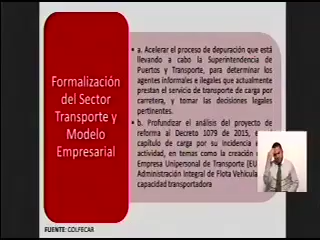 Formalización
del Sector
Transporte y
Modelo
Empresarial
• a. Acelerar el proceso de depuración que está
llevando a cabo la Superintendencia de
Puertos y Transporte, para determinar los
agentes informales e ilegales que actualmente
prestan el servicio de transporte de carga por
carretera, y tomar las decisiones legales
pertinentes.
• b. Profundizar el análisis del proyecto de
reforma al Decreto 1079 de 2015, e
capítulo de carga por su incidencia e
actividad, en temas como la creación
Empresa Unipersonal de Transporte (EU
Administración Integral de Flota Vehicula
capacidad transportadora
FUENTE: COLFECAR